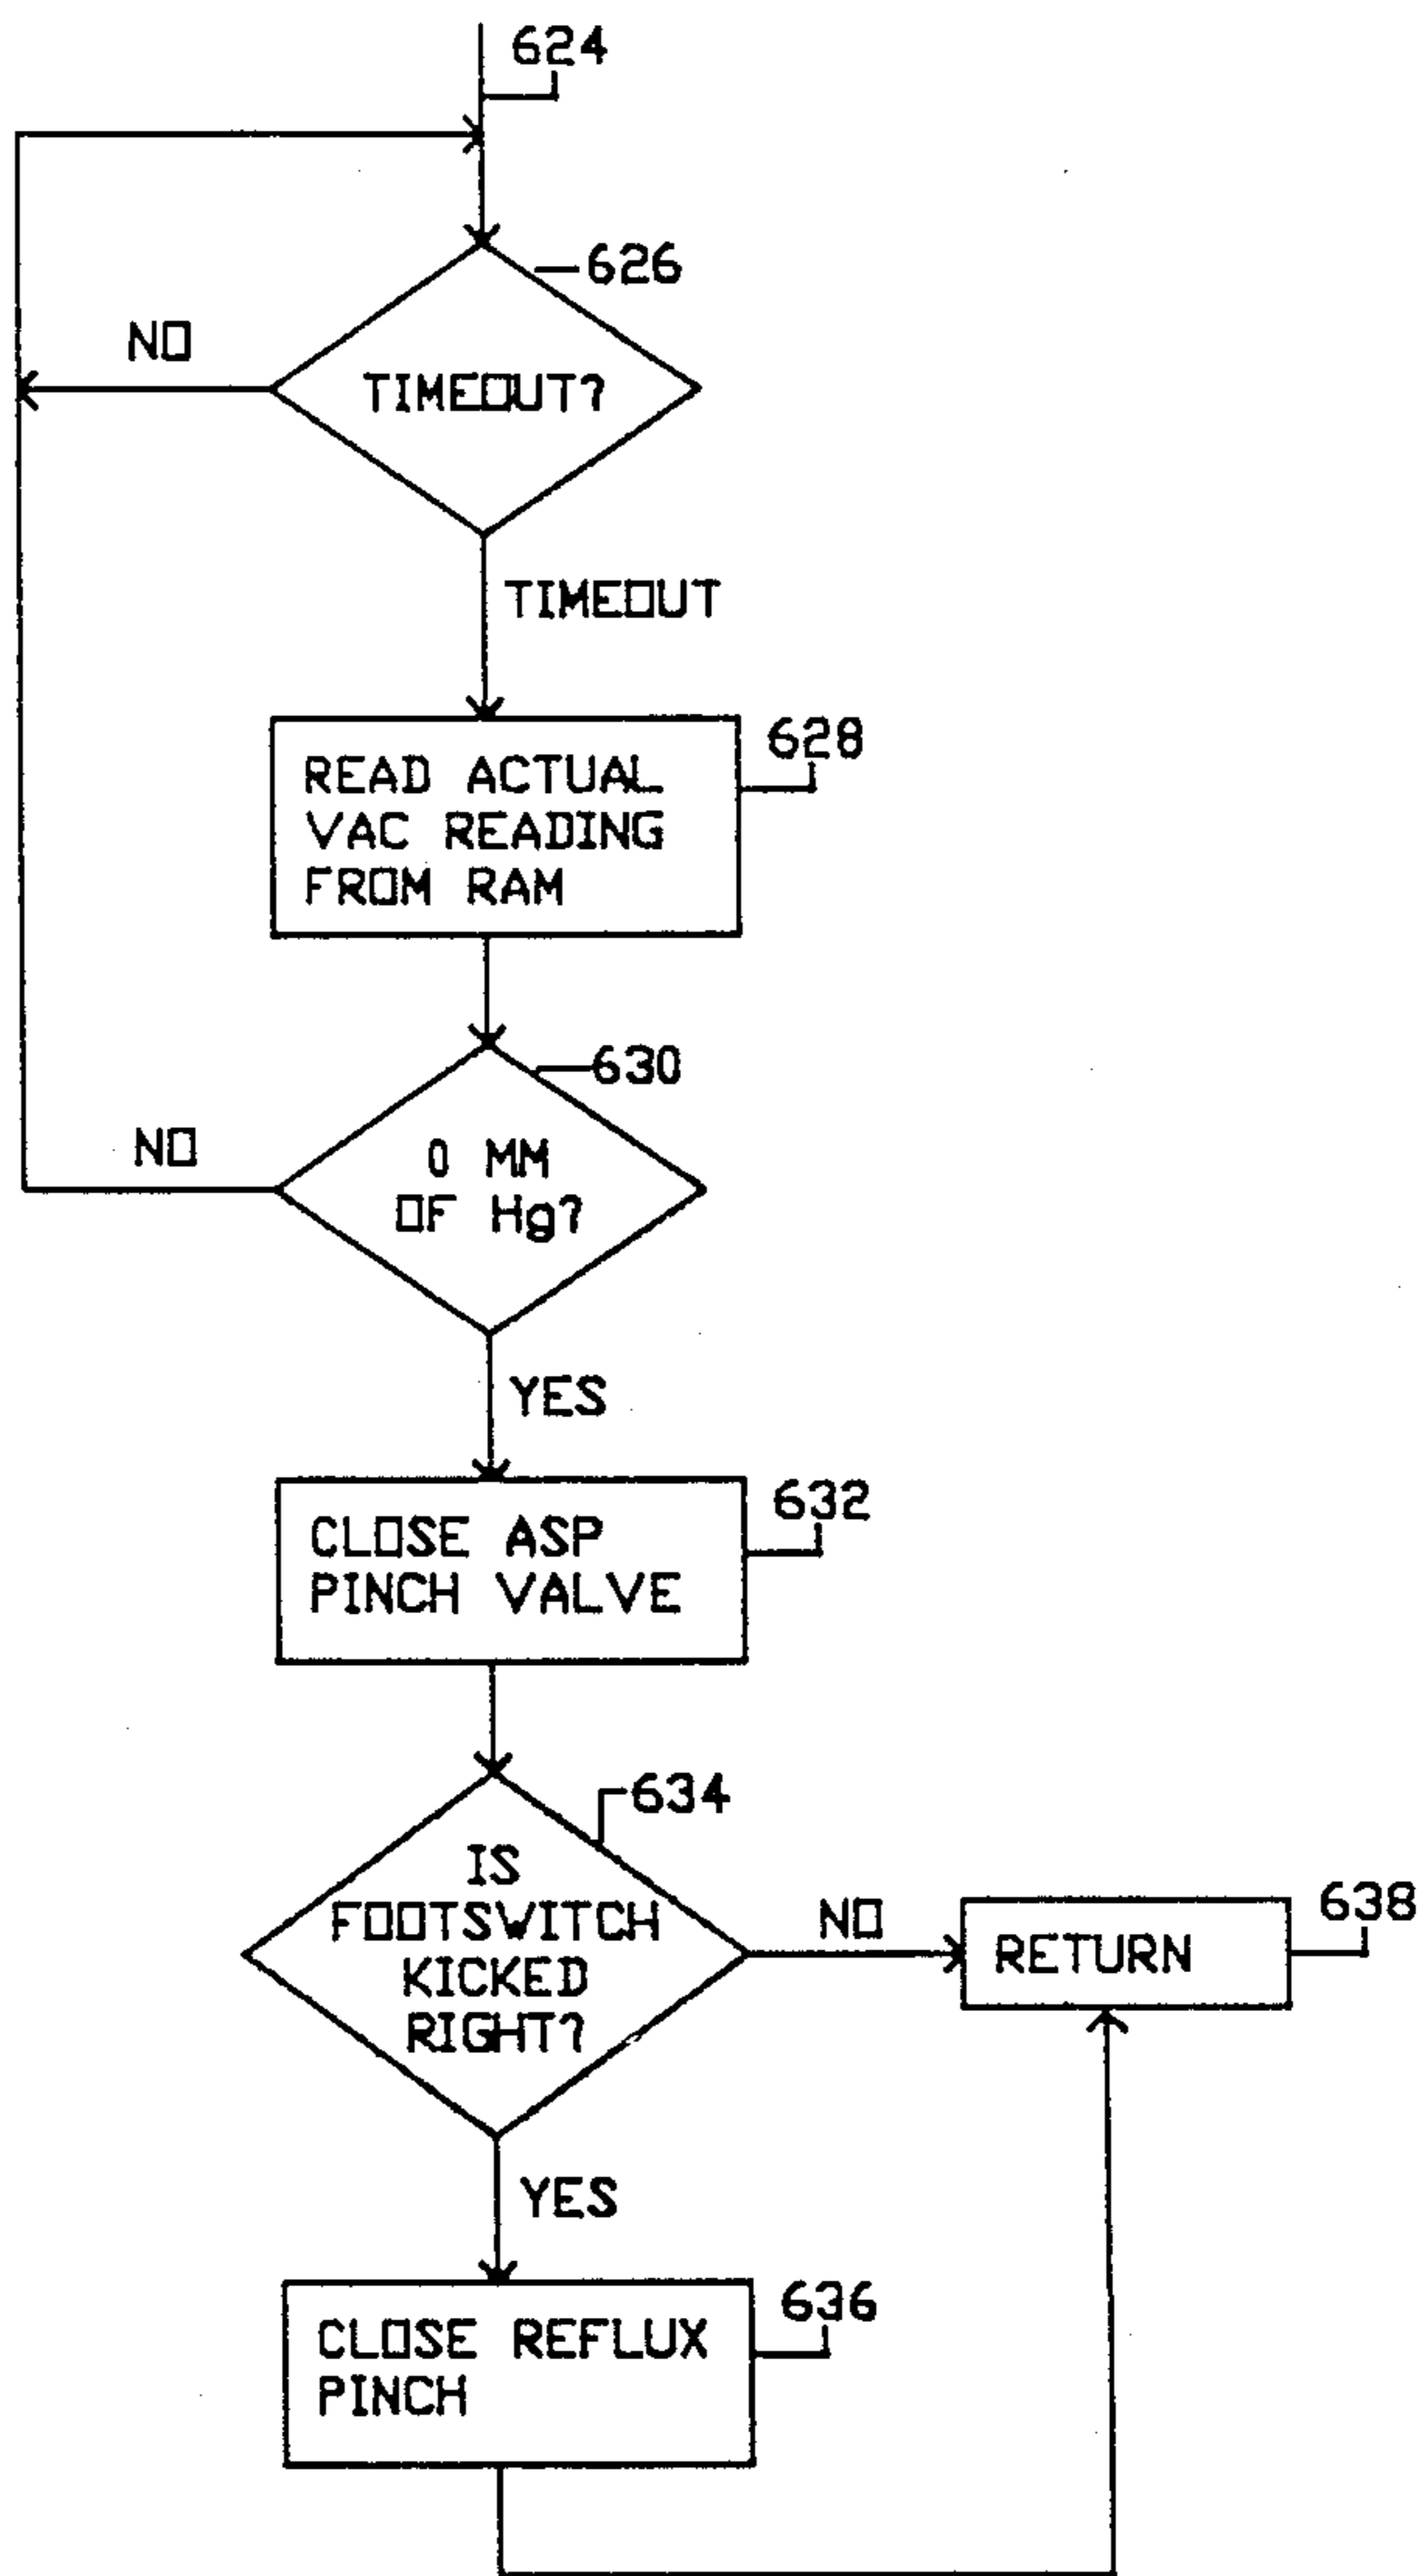 624
626
NO
TIMEOUT?
TIMEOUT
628
READ ACTUAL
VAC READING
FROM RAM
630
NO
0 MM
OF Hg?
YES
632
CLOSE ASP
PINCH VALVE
634
IS
FOOTSWITCH
KICKED
RIGHT?
NO
638
RETURN
YES
636
CLOSE REFLUX
PINCH